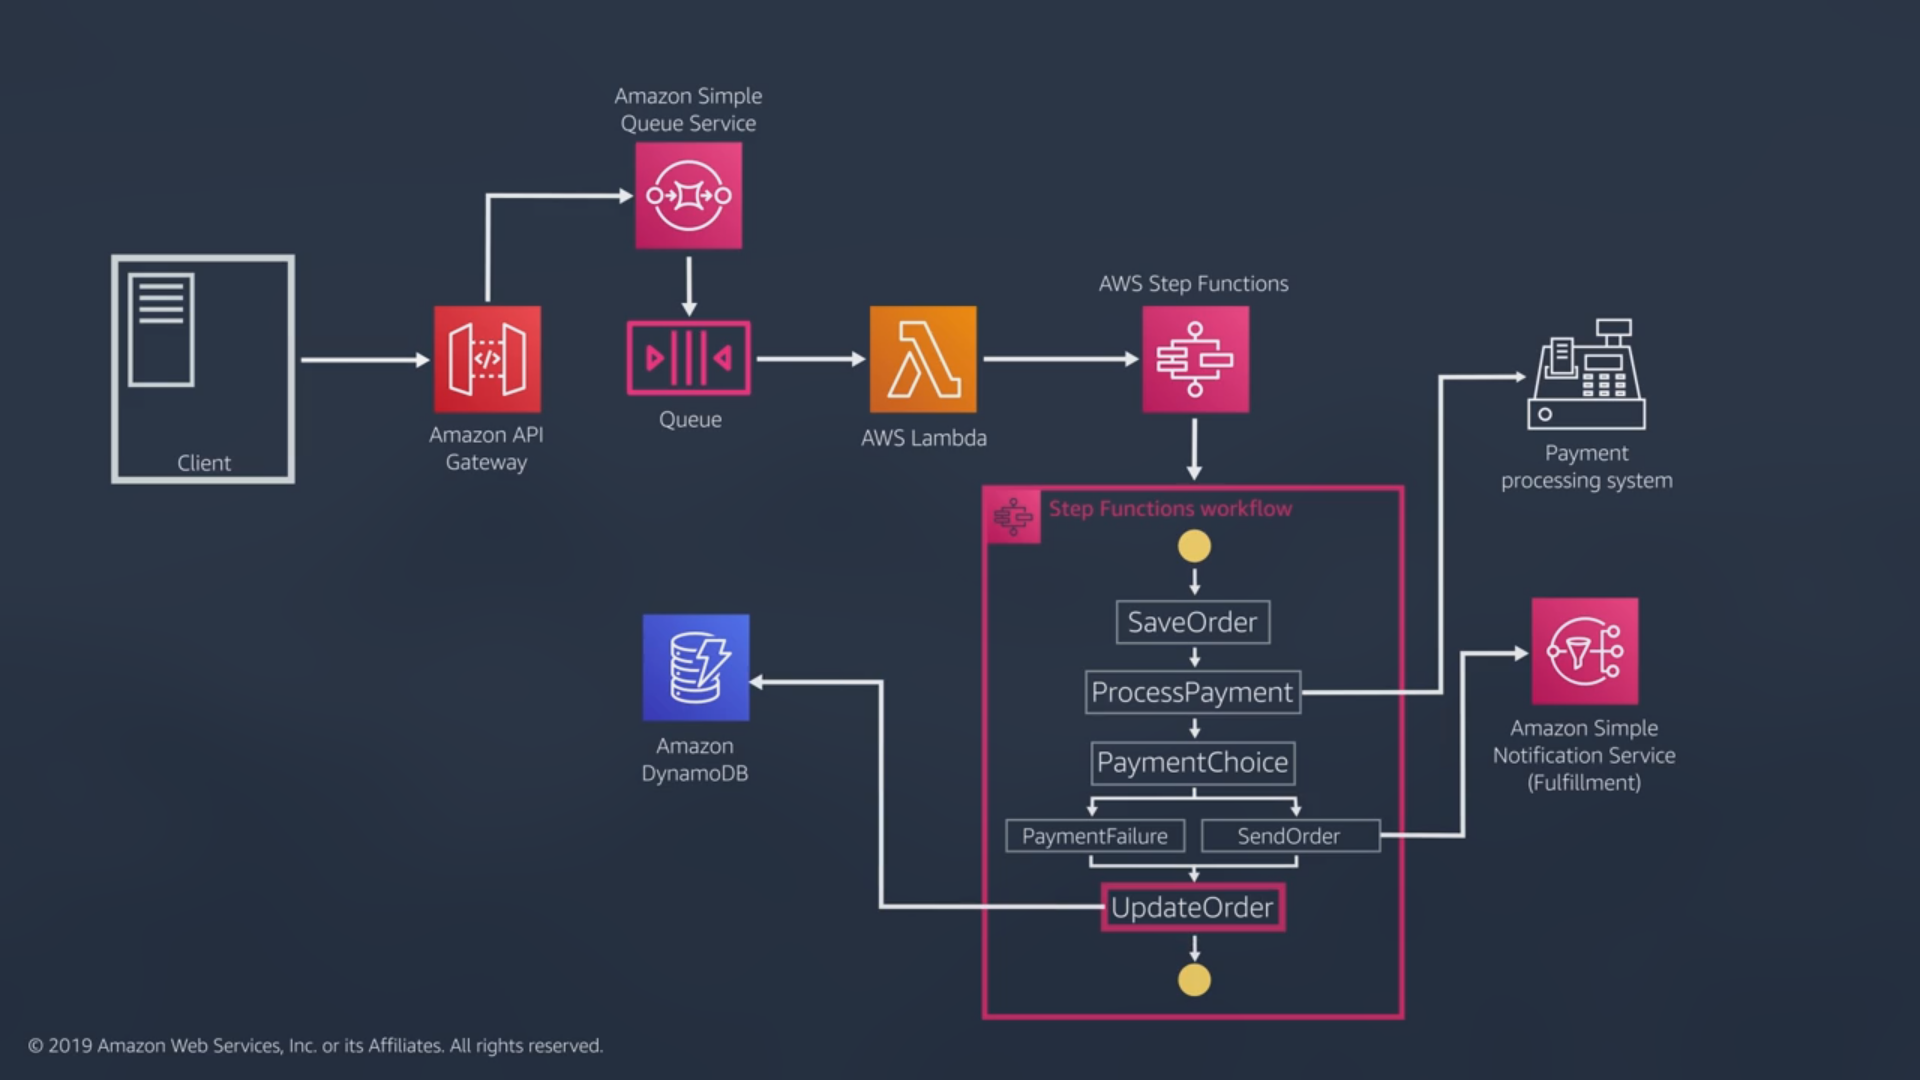 Amazon Simple
Queue Service
Client
Amazon API
Gateway
Queue
AWS Lambda
AWS Step Functions
Payment
processing system
Step Functions workflow
SaveOrder
ProcessPayment
PaymentChoice
PaymentFailure
SendOrder
UpdateOrder
Amazon
DynamoDB
Amazon Simple
Notification Service
(Fulfillment)
© 2019 Amazon Web Services, Inc. or its Affiliates. All rights reserved.